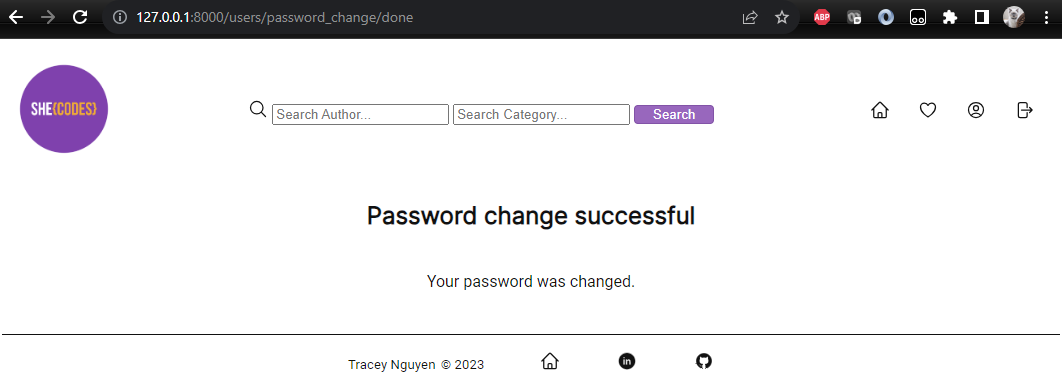 127.0.0.1:8000/users/password_change/done
ABP
SHE{CODES}
Search Author... Search Category... Search
Password change successful
Your password was changed.
Tracey Nguyen © 2023
in